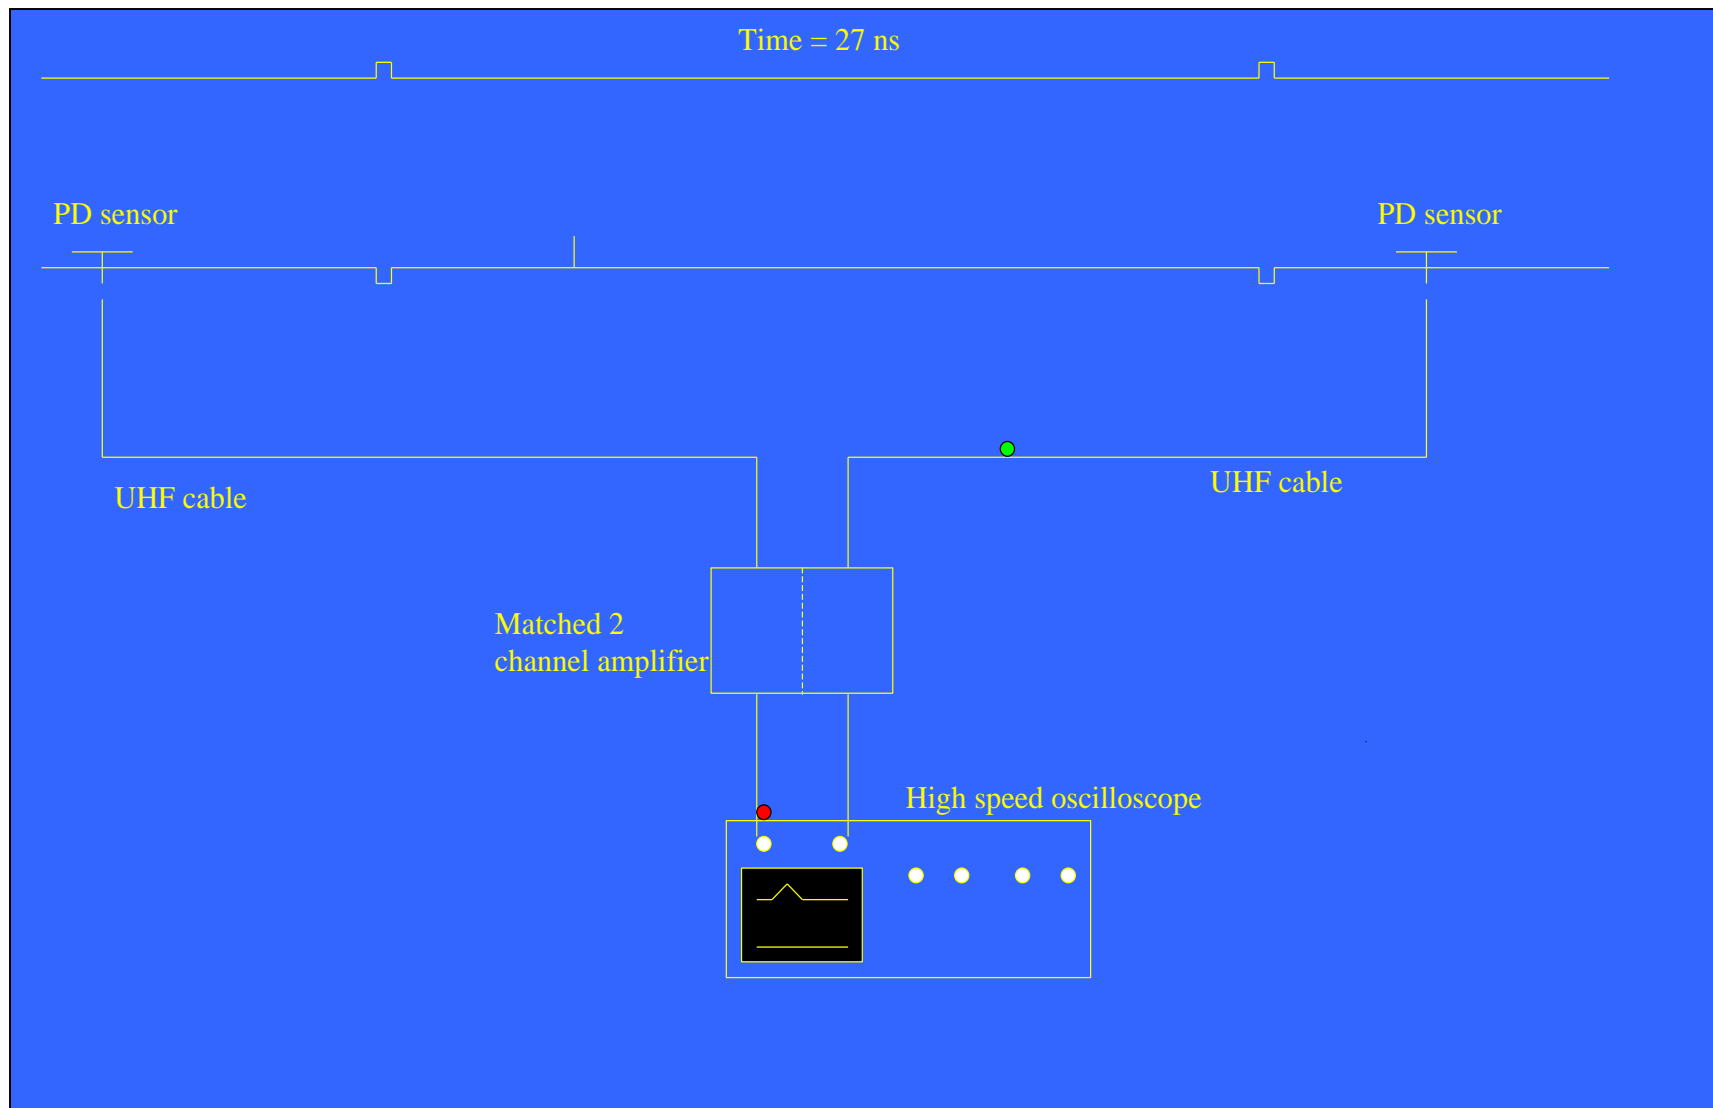 Time = 27 ns
PD sensor
PD sensor
UHF cable
UHF cable
Matched 2
channel amplifier
High speed oscilloscope